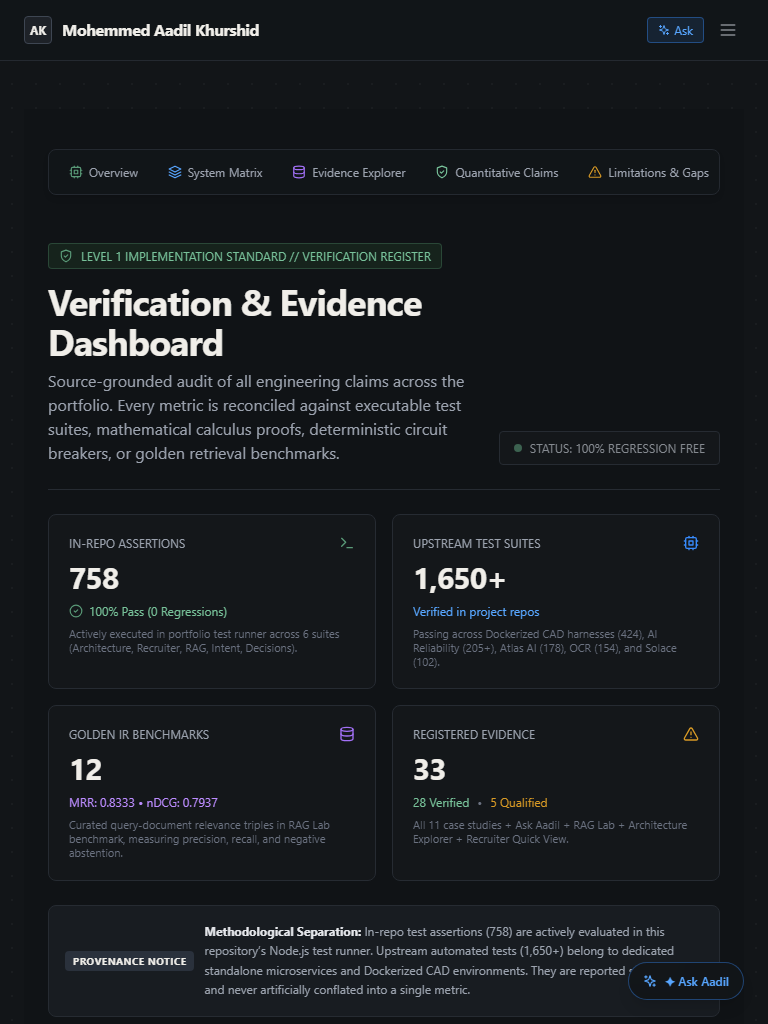 AK Mohemmed Aadil Khurshid Ask
Overview System Matrix Evidence Explorer Quantitative Claims Limitations & Gaps
LEVEL 1 IMPLEMENTATION STANDARD // VERIFICATION REGISTER
Verification & Evidence
Dashboard
Source-grounded audit of all engineering claims across the
portfolio. Every metric is reconciled against executable test
suites, mathematical calculus proofs, deterministic circuit
breakers, or golden retrieval benchmarks.
STATUS: 100% REGRESSION FREE
IN-REPO ASSERTIONS
758
100% Pass (0 Regressions)
Actively executed in portfolio test runner across 6 suites
(Architecture, Recruiter, RAG, Intent, Decisions).
UPSTREAM TEST SUITES
1,650+
Verified in project repos
Passing across Dockerized CAD harnesses (424), AI
Reliability (205+), Atlas AI (178), OCR (154), and Solace
(102).
GOLDEN IR BENCHMARKS
12
MRR: 0.8333 • nDCG: 0.7937
Curated query-document relevance triples in RAG Lab
benchmark, measuring precision, recall, and negative
abstention.
REGISTERED EVIDENCE
33
28 Verified • 5 Qualified
All 11 case studies + Ask Aadil + RAG Lab + Architecture
Explorer + Recruiter Quick View.
PROVENANCE NOTICE
Methodological Separation: In-repo test assertions (758) are actively evaluated in this
repository's Node.js test runner. Upstream automated tests (1,650+) belong to dedicated
standalone microservices and Dockerized CAD environments. They are reported
and never artificially conflated into a single metric.
✦ Ask Aadil